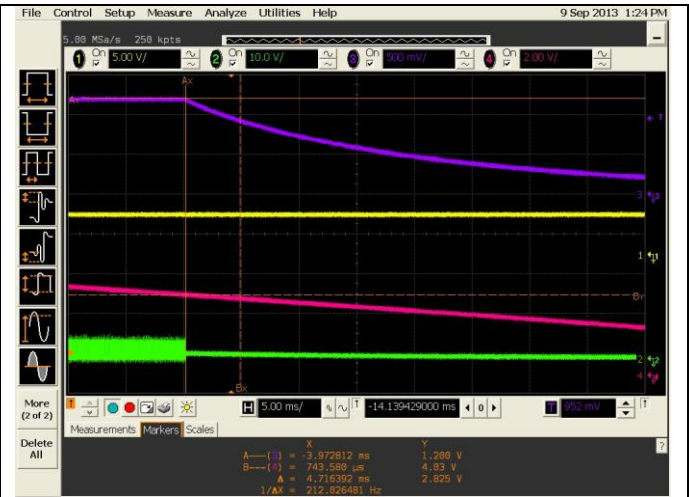 File Control Setup Measure Analyze Utilities Help 9 Sep 2013 1:24 PM
5.00 MSa/s 250 kpts
1 On 5.00 V/ 2 On 10.0 V/ 3 On 500 mV/ 4 On 2.00 V/
Ax
Ay
T
3
1
By
2
4
Bx
More
(2 of 2)
Delete
All
T H 5.00 ms/ T -14.139429000 ms 0 T 952 mV T
Measurements Markers Scales
?
X Y
A---(3) = -3.972812 ms 1.200 V
B---(4) = 743.580 µs 4.03 V
Δ = 4.716392 ms 2.825 V
1/ΔX = 212.026481 Hz